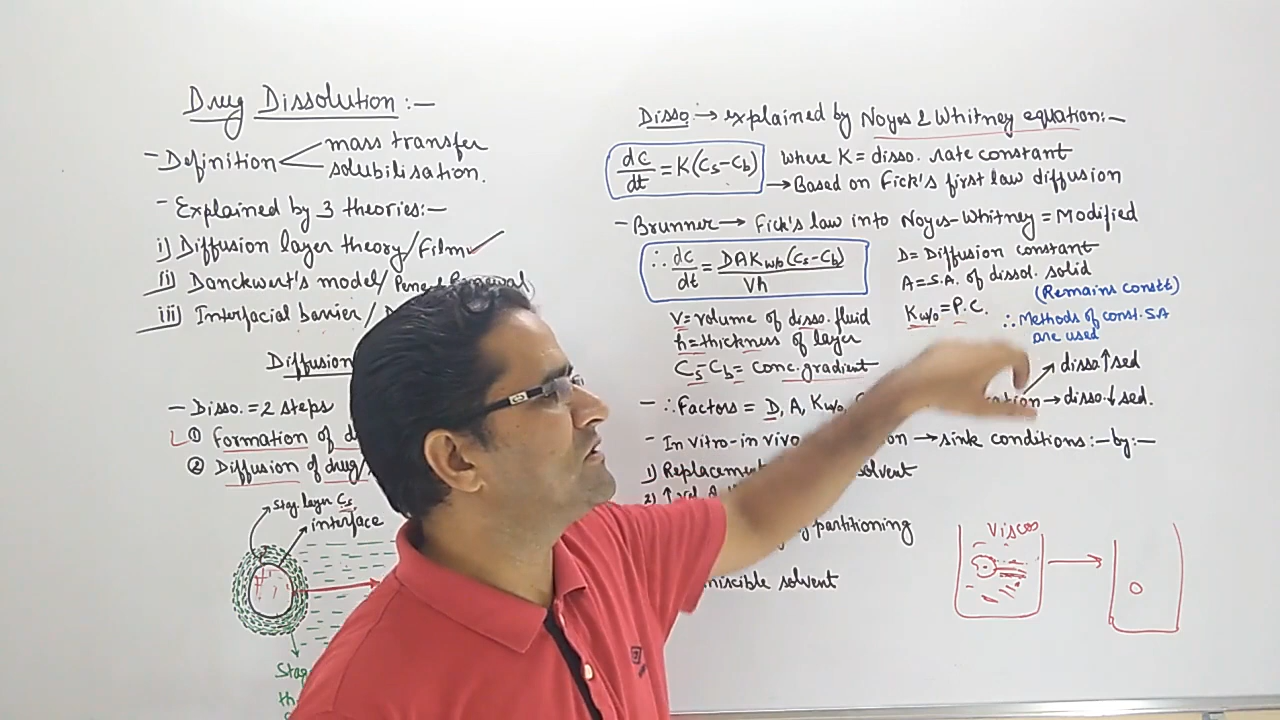 Drug Dissolution :-
- Definition
mass transfer
solubilisation.
- Explained by 3 theories:-
i) Diffusion layer theory/Film
ii) Danckwert's model/
iii) Interfacial barrier/
Diffusion
- Disso. = 2 steps
① Formation of
② Diffusion of drug/
stag. layer Cs
interface
Disso :→ explained by Noyes & Whitney equation:-
dc/dt = K(Cs-Cb) where K = disso. rate constant
→ Based on Fick's first law diffusion
- Brunner → Fick's law into Noyes-Whitney = Modified
∴ dc/dt = DAKw/o(Cs-Cb)/Vh
D = Diffusion constant
A = S.A. of dissol. solid
(Remains constt)
Kw/o = P.C.
∴ Methods of const. SA
are used
V = volume of disso. fluid
h = thickness of layer
Cs Cb = conc. gradient
→ disso ↑ sed
- ∴ Factors = D, A, Kw/o,
→ disso. ↓ sed.
- In vitro-in vivo → sink conditions:- by:-
1) Replacement solvent
2) ↑
partitioning
miscible solvent
Viscos